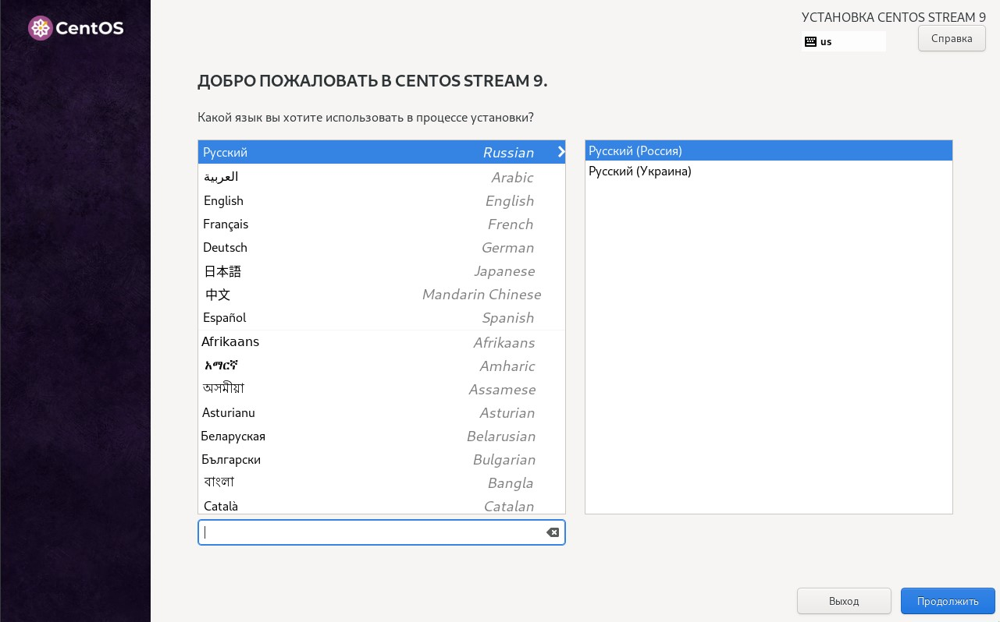 CentOS
УСТАНОВКА CENTOS STREAM 9
us
Справка
ДОБРО ПОЖАЛОВАТЬ В CENTOS STREAM 9.
Какой язык вы хотите использовать в процессе установки?
Русский Russian
العربية Arabic
English English
Français French
Deutsch German
日本語 Japanese
中文 Mandarin Chinese
Español Spanish
Afrikaans Afrikaans
አማርኛ Amharic
অসমীয়া Assamese
Asturianu Asturian
Беларуская Belarusian
Български Bulgarian
বাংলা Bangla
Català Catalan
Русский (Россия)
Русский (Украина)
Выход
Продолжить